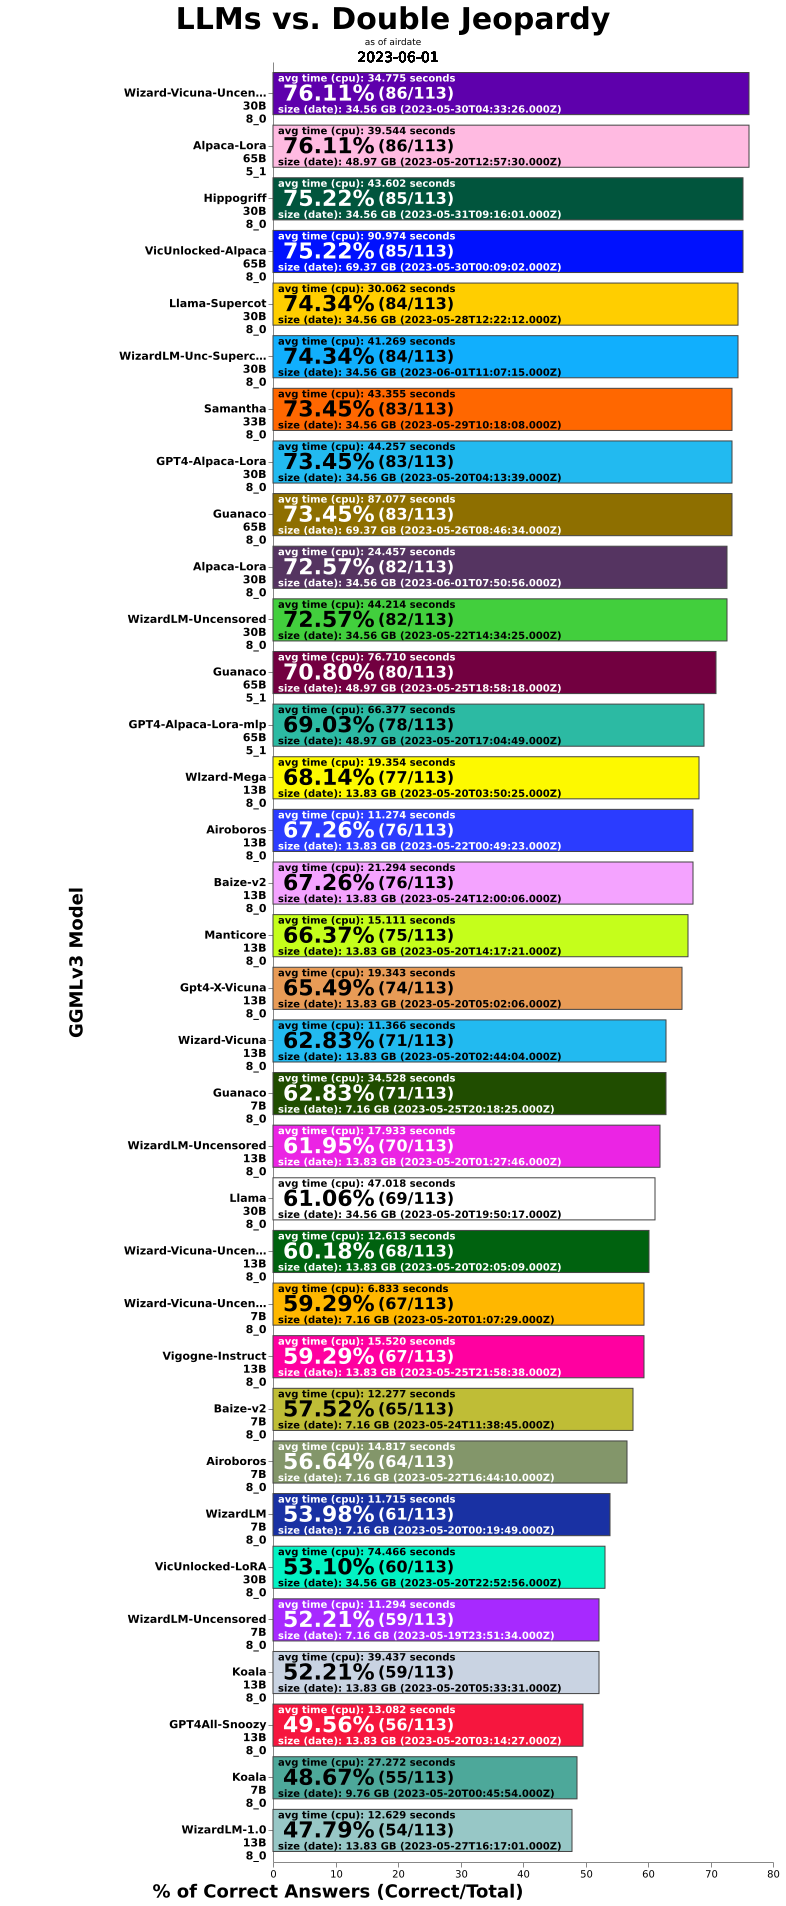 LLMs vs. Double Jeopardy
as of airdate
2023-06-01
GGMLv3 Model
Wizard-Vicuna-Uncen...
30B
8_0
avg time (cpu): 34.775 seconds
76.11% (86/113)
size (date): 34.56 GB (2023-05-30T04:33:26.000Z)
Alpaca-Lora
65B
5_1
avg time (cpu): 39.544 seconds
76.11% (86/113)
size (date): 48.97 GB (2023-05-20T12:57:30.000Z)
Hippogriff
30B
8_0
avg time (cpu): 43.602 seconds
75.22% (85/113)
size (date): 34.56 GB (2023-05-31T09:16:01.000Z)
VicUnlocked-Alpaca
65B
8_0
avg time (cpu): 90.974 seconds
75.22% (85/113)
size (date): 69.37 GB (2023-05-30T00:09:02.000Z)
Llama-Supercot
30B
8_0
avg time (cpu): 30.062 seconds
74.34% (84/113)
size (date): 34.56 GB (2023-05-28T12:22:12.000Z)
WizardLM-Unc-Superc...
30B
8_0
avg time (cpu): 41.269 seconds
74.34% (84/113)
size (date): 34.56 GB (2023-06-01T11:07:15.000Z)
Samantha
33B
8_0
avg time (cpu): 43.355 seconds
73.45% (83/113)
size (date): 34.56 GB (2023-05-29T10:18:08.000Z)
GPT4-Alpaca-Lora
30B
8_0
avg time (cpu): 44.257 seconds
73.45% (83/113)
size (date): 34.56 GB (2023-05-20T04:13:39.000Z)
Guanaco
65B
8_0
avg time (cpu): 87.077 seconds
73.45% (83/113)
size (date): 69.37 GB (2023-05-26T08:46:34.000Z)
Alpaca-Lora
30B
8_0
avg time (cpu): 24.457 seconds
72.57% (82/113)
size (date): 34.56 GB (2023-06-01T07:50:56.000Z)
WizardLM-Uncensored
30B
8_0
avg time (cpu): 44.214 seconds
72.57% (82/113)
size (date): 34.56 GB (2023-05-22T14:34:25.000Z)
Guanaco
65B
5_1
avg time (cpu): 76.710 seconds
70.80% (80/113)
size (date): 48.97 GB (2023-05-25T18:58:18.000Z)
GPT4-Alpaca-Lora-mlp
65B
5_1
avg time (cpu): 66.377 seconds
69.03% (78/113)
size (date): 48.97 GB (2023-05-20T17:04:49.000Z)
WIzard-Mega
13B
8_0
avg time (cpu): 19.354 seconds
68.14% (77/113)
size (date): 13.83 GB (2023-05-20T03:50:25.000Z)
Airoboros
13B
8_0
avg time (cpu): 11.274 seconds
67.26% (76/113)
size (date): 13.83 GB (2023-05-22T00:49:23.000Z)
Baize-v2
13B
8_0
avg time (cpu): 21.294 seconds
67.26% (76/113)
size (date): 13.83 GB (2023-05-24T12:00:06.000Z)
Manticore
13B
8_0
avg time (cpu): 15.111 seconds
66.37% (75/113)
size (date): 13.83 GB (2023-05-20T14:17:21.000Z)
Gpt4-X-Vicuna
13B
8_0
avg time (cpu): 19.343 seconds
65.49% (74/113)
size (date): 13.83 GB (2023-05-20T05:02:06.000Z)
Wizard-Vicuna
13B
8_0
avg time (cpu): 11.366 seconds
62.83% (71/113)
size (date): 13.83 GB (2023-05-20T02:44:04.000Z)
Guanaco
7B
8_0
avg time (cpu): 34.528 seconds
62.83% (71/113)
size (date): 7.16 GB (2023-05-25T20:18:25.000Z)
WizardLM-Uncensored
13B
8_0
avg time (cpu): 17.933 seconds
61.95% (70/113)
size (date): 13.83 GB (2023-05-20T01:27:46.000Z)
Llama
30B
8_0
avg time (cpu): 47.018 seconds
61.06% (69/113)
size (date): 34.56 GB (2023-05-20T19:50:17.000Z)
Wizard-Vicuna-Uncen...
13B
8_0
avg time (cpu): 12.613 seconds
60.18% (68/113)
size (date): 13.83 GB (2023-05-20T02:05:09.000Z)
Wizard-Vicuna-Uncen...
7B
8_0
avg time (cpu): 6.833 seconds
59.29% (67/113)
size (date): 7.16 GB (2023-05-20T01:07:29.000Z)
Vigogne-Instruct
13B
8_0
avg time (cpu): 15.520 seconds
59.29% (67/113)
size (date): 13.83 GB (2023-05-25T21:58:38.000Z)
Baize-v2
7B
8_0
avg time (cpu): 12.277 seconds
57.52% (65/113)
size (date): 7.16 GB (2023-05-24T11:38:45.000Z)
Airoboros
7B
8_0
avg time (cpu): 14.817 seconds
56.64% (64/113)
size (date): 7.16 GB (2023-05-22T16:44:10.000Z)
WizardLM
7B
8_0
avg time (cpu): 11.715 seconds
53.98% (61/113)
size (date): 7.16 GB (2023-05-20T00:19:49.000Z)
VicUnlocked-LoRA
30B
8_0
avg time (cpu): 74.466 seconds
53.10% (60/113)
size (date): 34.56 GB (2023-05-20T22:52:56.000Z)
WizardLM-Uncensored
7B
8_0
avg time (cpu): 11.294 seconds
52.21% (59/113)
size (date): 7.16 GB (2023-05-19T23:51:34.000Z)
Koala
13B
8_0
avg time (cpu): 39.437 seconds
52.21% (59/113)
size (date): 13.83 GB (2023-05-20T05:33:31.000Z)
GPT4All-Snoozy
13B
8_0
avg time (cpu): 13.082 seconds
49.56% (56/113)
size (date): 13.83 GB (2023-05-20T03:14:27.000Z)
Koala
7B
8_0
avg time (cpu): 27.272 seconds
48.67% (55/113)
size (date): 9.76 GB (2023-05-20T00:45:54.000Z)
WizardLM-1.0
13B
8_0
avg time (cpu): 12.629 seconds
47.79% (54/113)
size (date): 13.83 GB (2023-05-27T16:17:01.000Z)
0 10 20 30 40 50 60 70 80
% of Correct Answers (Correct/Total)